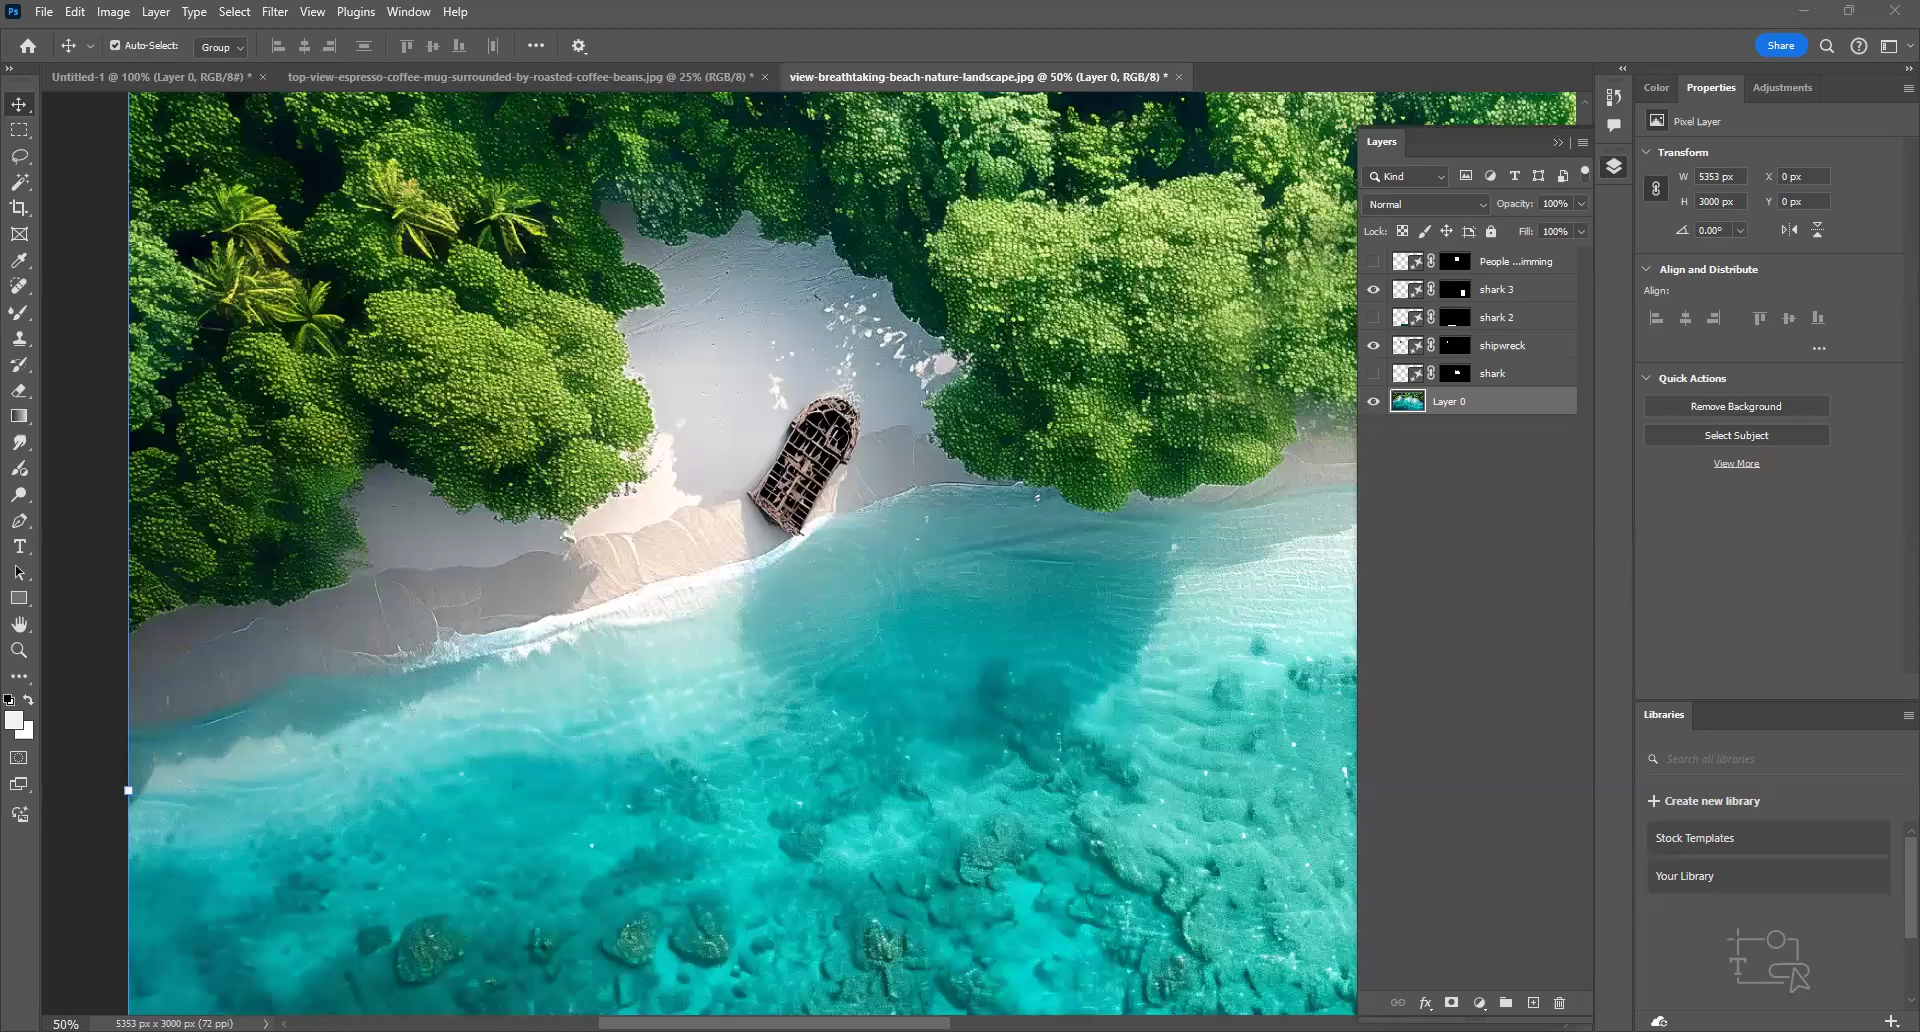 Ps File Edit Image Layer Type Select Filter View Plugins Window Help
Auto-Select: Group Share
Untitled-1 @ 100% (Layer 0, RGB/8#) * top-view-espresso-coffee-mug-surrounded-by-roasted-coffee-beans.jpg @ 25% (RGB/8) * view-breathtaking-beach-nature-landscape.jpg @ 50% (Layer 0, RGB/8) *
Color Properties Adjustments
Pixel Layer
Transform
W 5353 px X 0 px
H 3000 px Y 0 px
0.00°
Align and Distribute
Align:
Quick Actions
Remove Background
Select Subject
View More
Layers
Kind
Normal Opacity: 100%
Lock: Fill: 100%
People ...imming
shark 3
shark 2
shipwreck
shark
Layer 0
fx
Libraries
Search all libraries
Create new library
Stock Templates
Your Library
50% 5353 px x 3000 px (72 ppi)